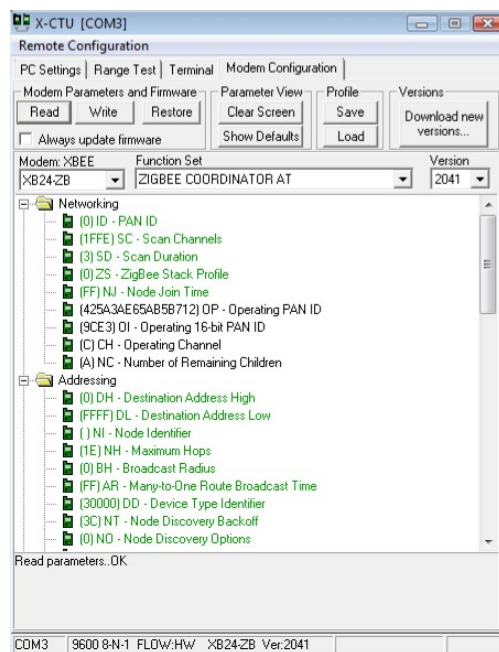 X-CTU [COM3]
Remote Configuration
PC Settings Range Test Terminal Modem Configuration
Modem Parameters and Firmware Parameter View Profile Versions
Read Write Restore Clear Screen Save Download new versions...
Always update firmware Show Defaults Load
Modem: XBEE Function Set Version
XB24-ZB ZIGBEE COORDINATOR AT 2041
Networking
(0) ID - PAN ID
(1FFE) SC - Scan Channels
(3) SD - Scan Duration
(0) ZS - ZigBee Stack Profile
(FF) NJ - Node Join Time
(425A3AE65AB5B712) OP - Operating PAN ID
(9CE3) OI - Operating 16-bit PAN ID
(C) CH - Operating Channel
(A) NC - Number of Remaining Children
Addressing
(0) DH - Destination Address High
(FFFF) DL - Destination Address Low
( ) NI - Node Identifier
(1E) NH - Maximum Hops
(0) BH - Broadcast Radius
(FF) AR - Many-to-One Route Broadcast Time
(30000) DD - Device Type Identifier
(3C) NT - Node Discovery Backoff
(0) NO - Node Discovery Options
Read parameters..OK
COM3 9600 8-N-1 FLOW:HW XB24-ZB Ver:2041